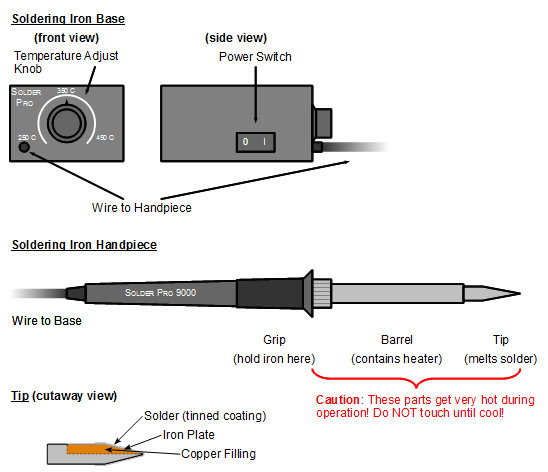 Soldering Iron Base
(front view)
(side view)
Temperature Adjust
Knob
Power Switch
350 C
SOLDER
PRO
250 C
450 C
0 I
Wire to Handpiece
Soldering Iron Handpiece
SOLDER PRO 9000
Wire to Base
Grip
(hold iron here)
Barrel
(contains heater)
Tip
(melts solder)
Caution: These parts get very hot during
operation! Do NOT touch until cool!
Tip (cutaway view)
Solder (tinned coating)
Iron Plate
Copper Filling